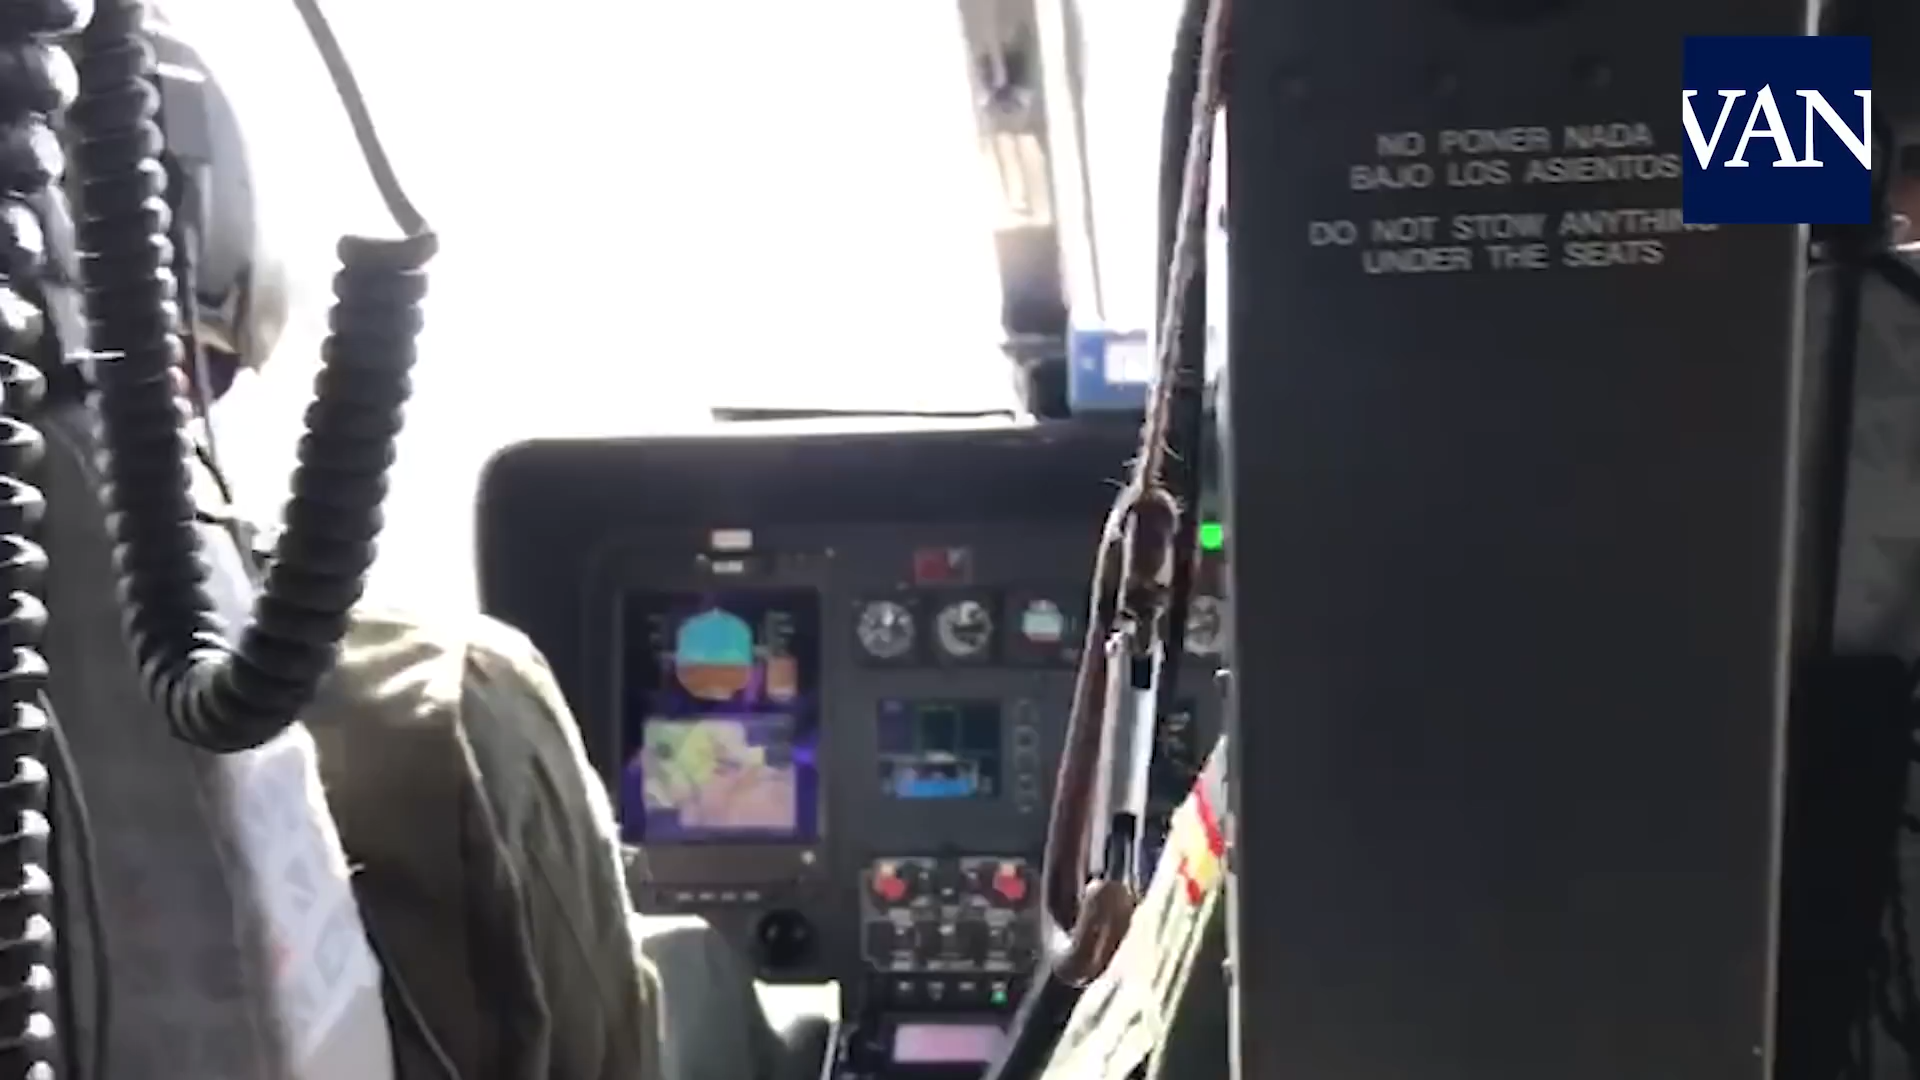 VAN
NO PONER NADA
BAJO LOS ASIENTOS
DO NOT STOW ANYTHING
UNDER THE SEATS